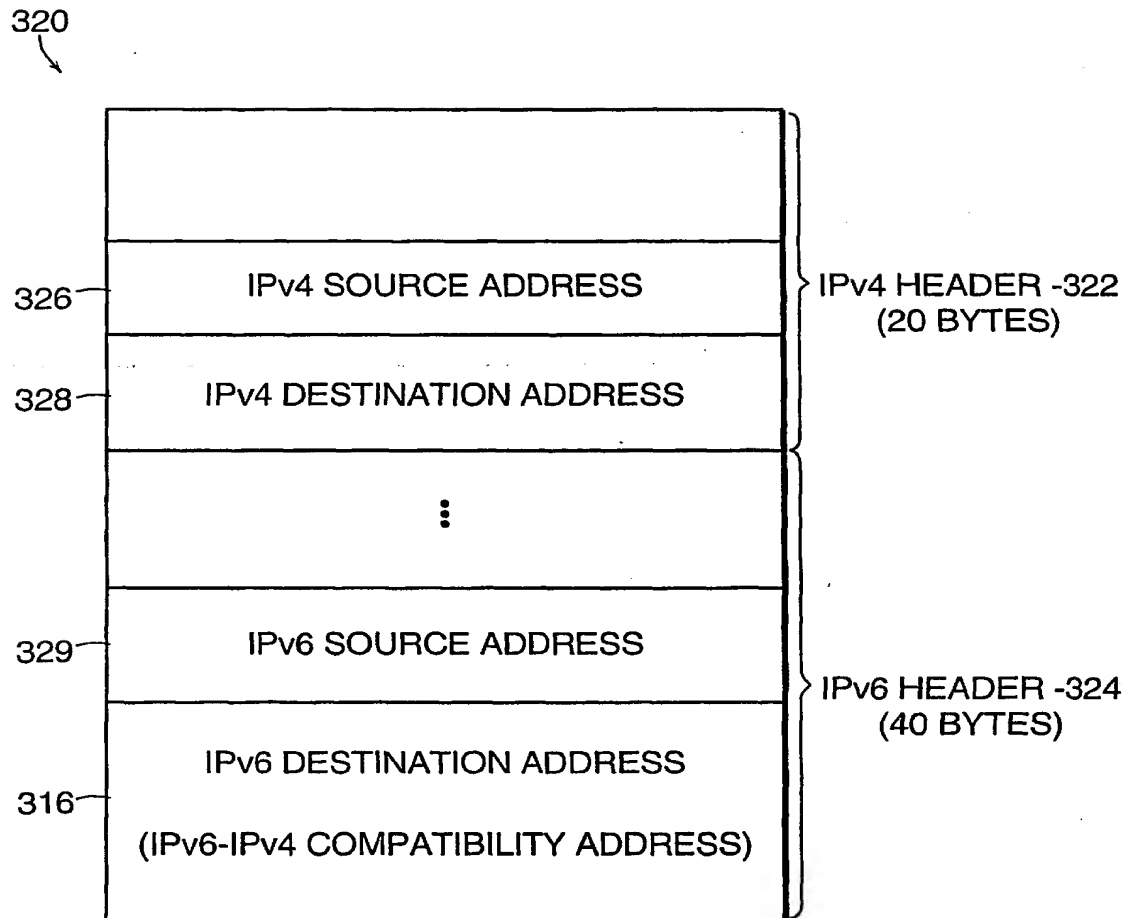 320
326
IPv4 SOURCE ADDRESS
IPv4 HEADER -322
(20 BYTES)
328
IPv4 DESTINATION ADDRESS
329
IPv6 SOURCE ADDRESS
IPv6 HEADER -324
(40 BYTES)
316
IPv6 DESTINATION ADDRESS
(IPv6-IPv4 COMPATIBILITY ADDRESS)